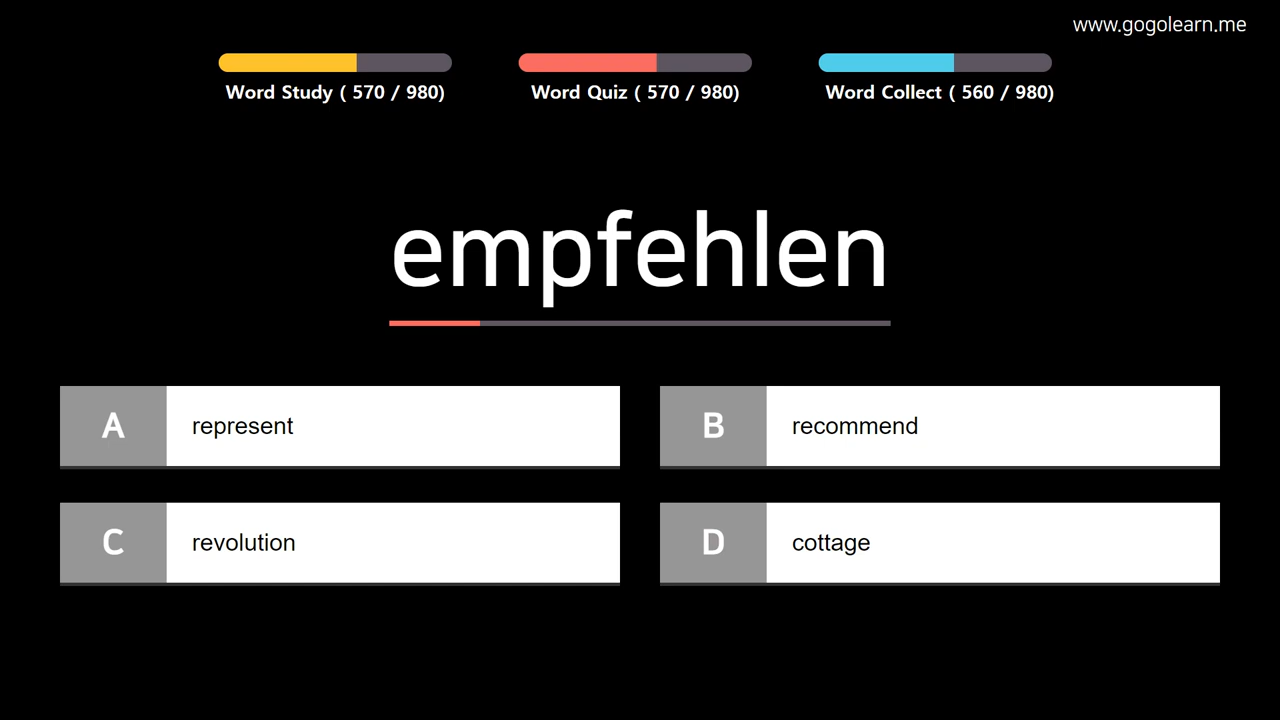 www.gogolearn.me
Word Study ( 570 / 980)
Word Quiz ( 570 / 980)
Word Collect ( 560 / 980)
empfehlen
A represent
B recommend
C revolution
D cottage